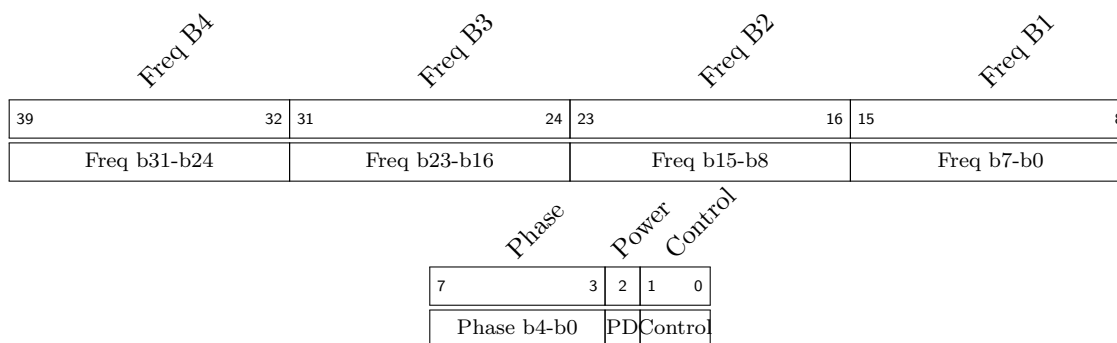 Freq B4 Freq B3 Freq B2 Freq B1
39 32 31 24 23 16 15 8
Freq b31-b24 Freq b23-b16 Freq b15-b8 Freq b7-b0
Phase Power Control
7 3 2 1 0
Phase b4-b0 PD Control